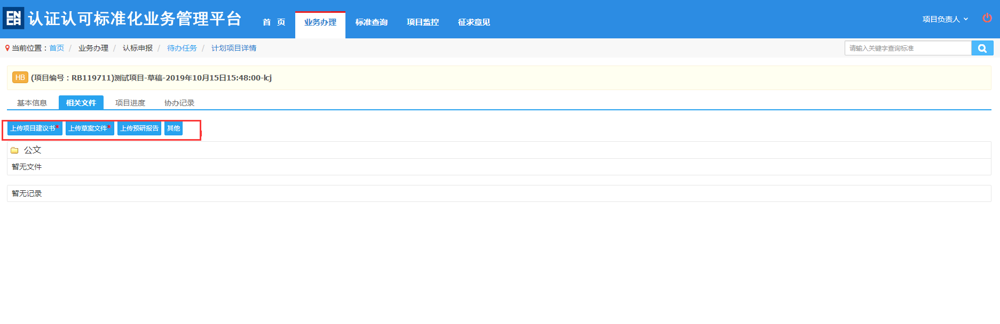 CNCA 认证认可标准化业务管理平台 首 页 业务办理 标准查询 项目监控 征求意见 项目负责人
当前位置：首页 / 业务办理 / 认标申报 / 待办任务 / 计划项目详情 请输入关键字查询标准
HB (项目编号：RB119711)测试项目-草稿-2019年10月15日15:48:00-lcj
基本信息 相关文件 项目进度 协办记录
上传项目建议书* 上传草案文件* 上传预研报告 其他
公文
暂无文件
暂无记录